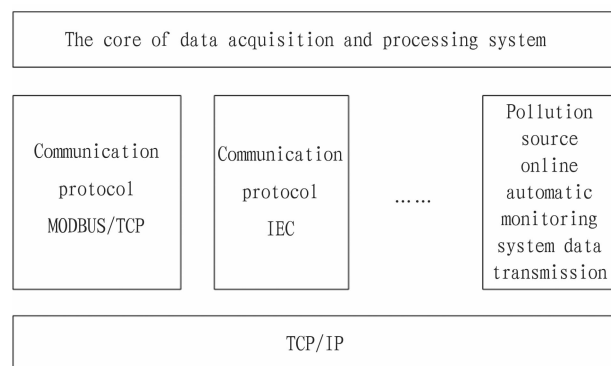 The core of data acquisition and processing system
Communication
protocol
MODBUS/TCP
Communication
protocol
IEC
......
Pollution
source
online
automatic
monitoring
system data
transmission
TCP/IP